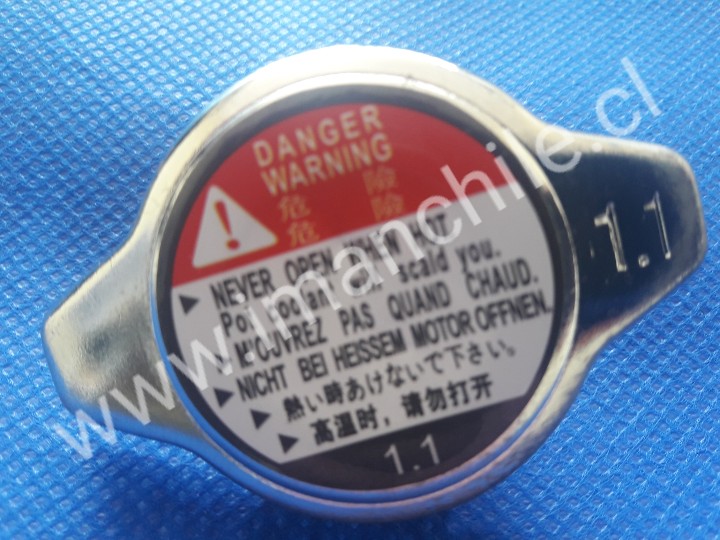 DANGER
WARNING
危 險
危 險
▶ NEVER OPEN WHEN HOT.
scald you.
▶ N'OUVREZ PAS QUAND CHAUD.
▶ NICHT BEI HEISSEM MOTOR OFFNEN.
▶ 熱い時あけないで下さい。
▶ 高温时，请勿打开
1.1
1.1
www.imanchile.cl